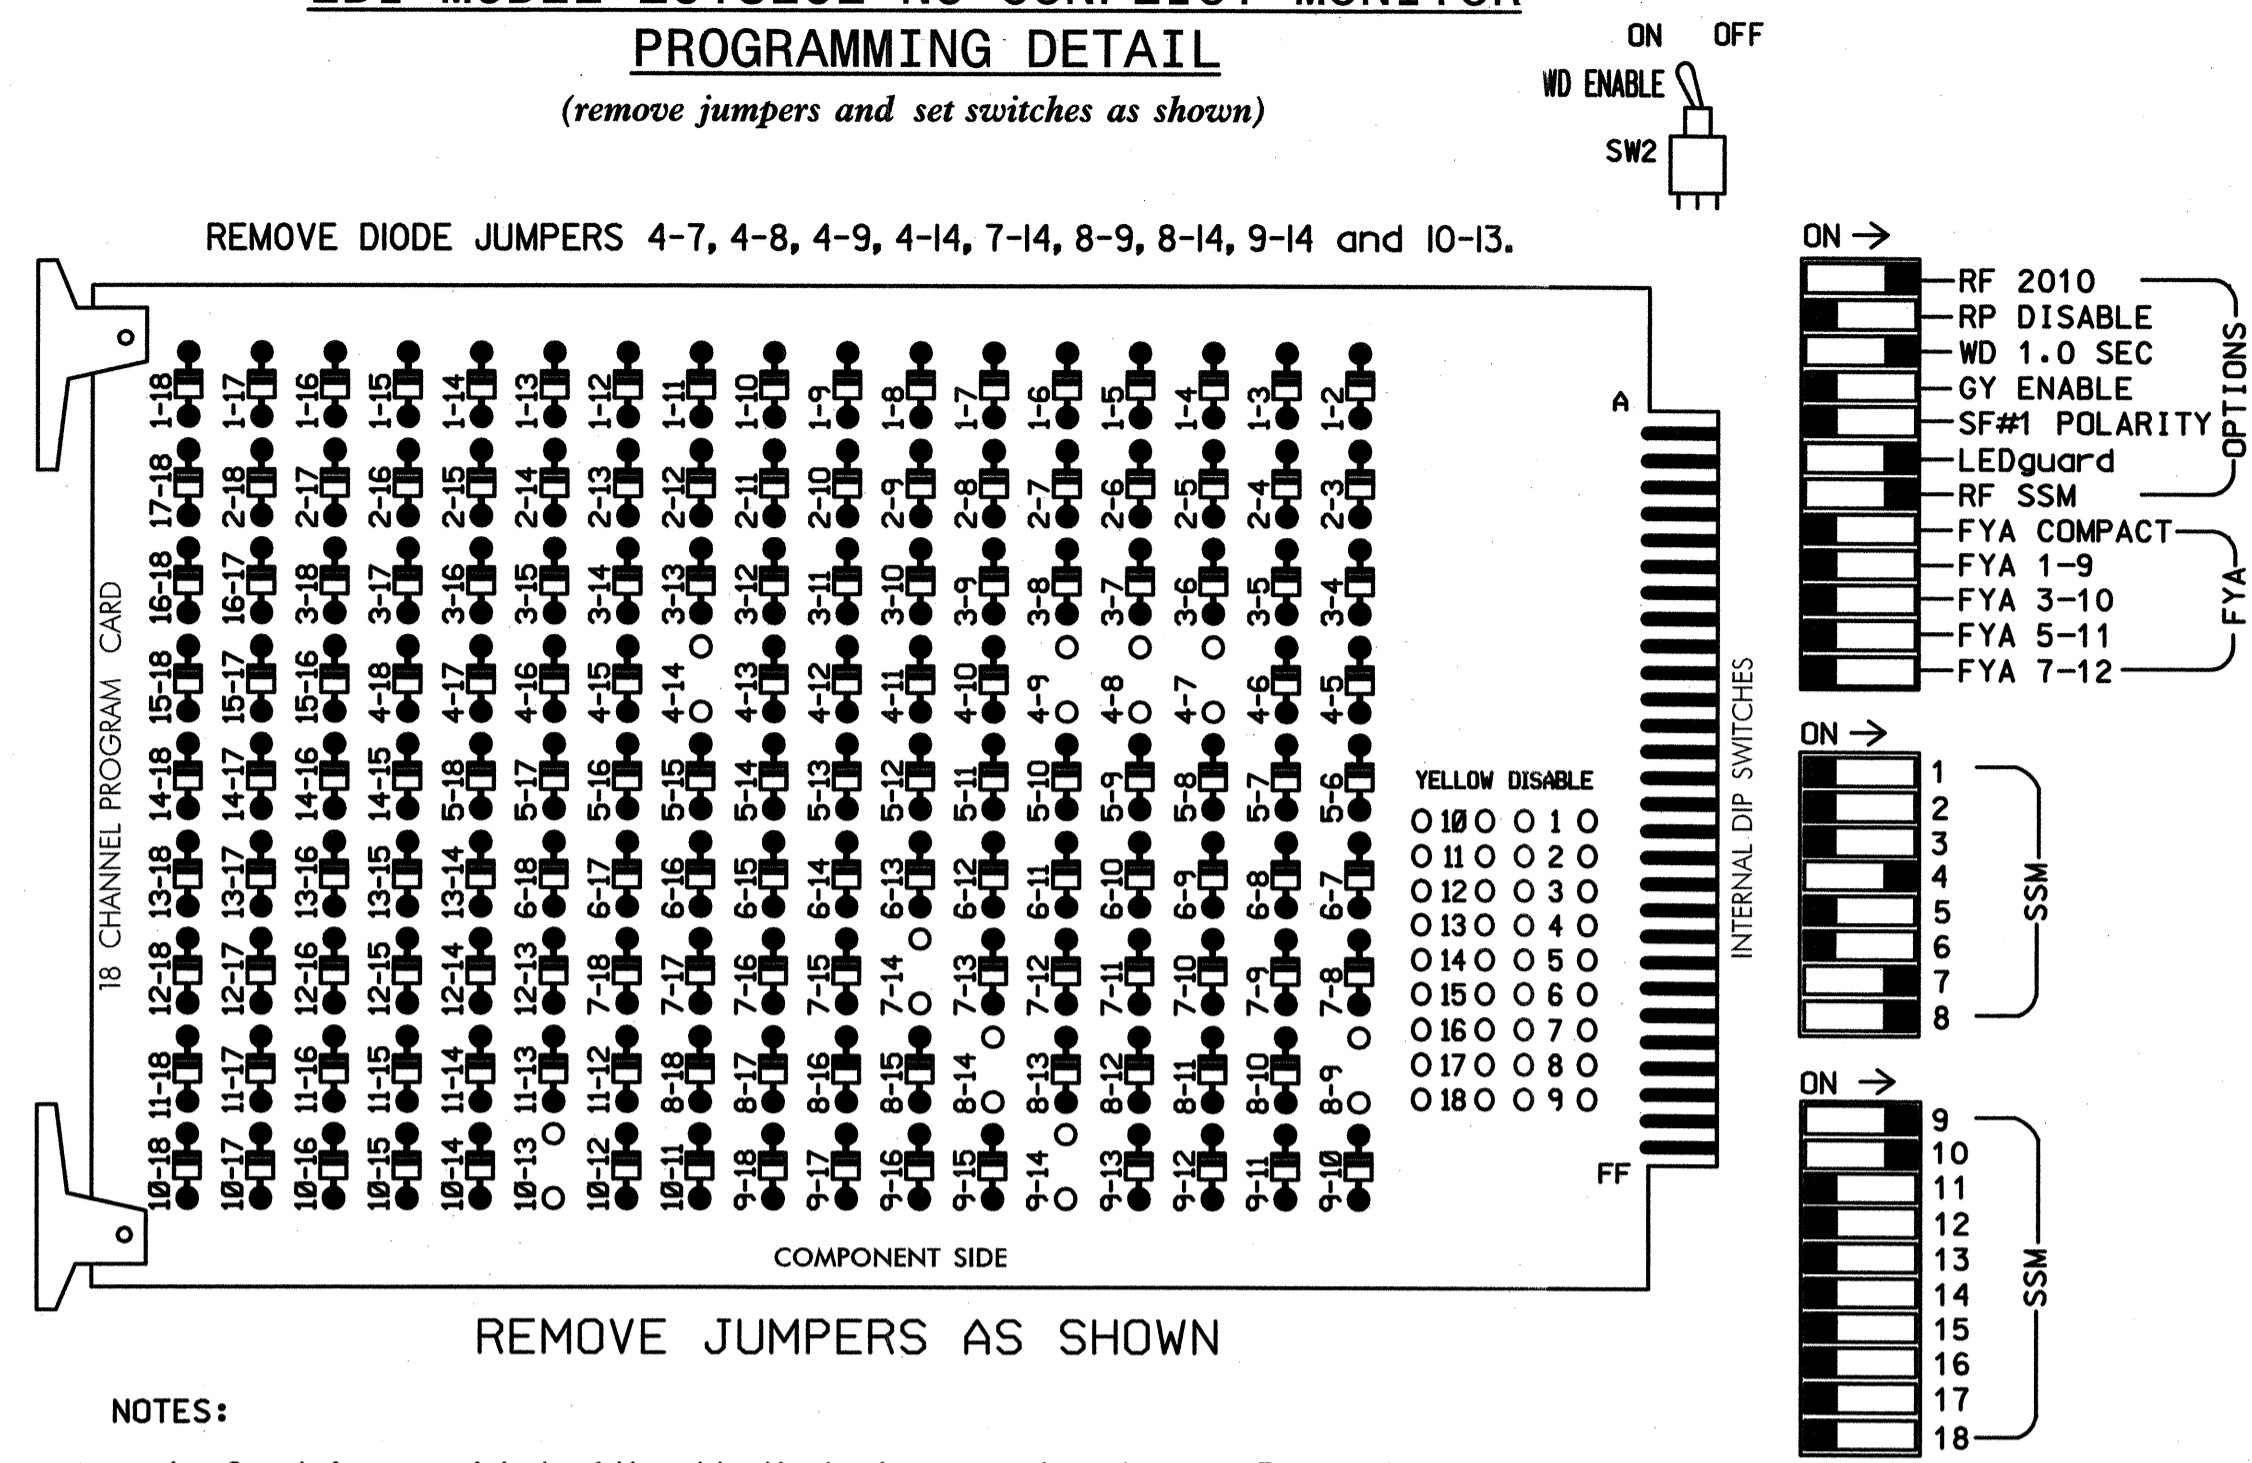 PROGRAMMING DETAIL
(remove jumpers and set switches as shown)
ON OFF
WD ENABLE
SW2
REMOVE DIODE JUMPERS 4-7, 4-8, 4-9, 4-14, 7-14, 8-9, 8-14, 9-14 and 10-13.
18 CHANNEL PROGRAM CARD
1-18 1-17 1-16 1-15 1-14 1-13 1-12 1-11 1-10 1-9 1-8 1-7 1-6 1-5 1-4 1-3 1-2
17-18 2-18 2-17 2-16 2-15 2-14 2-13 2-12 2-11 2-10 2-9 2-8 2-7 2-6 2-5 2-4 2-3
16-18 16-17 3-18 3-17 3-16 3-15 3-14 3-13 3-12 3-11 3-10 3-9 3-8 3-7 3-6 3-5 3-4
15-18 15-17 15-16 4-18 4-17 4-16 4-15 4-14 4-13 4-12 4-11 4-10 4-9 4-8 4-7 4-6 4-5
14-18 14-17 14-16 14-15 5-18 5-17 5-16 5-15 5-14 5-13 5-12 5-11 5-10 5-9 5-8 5-7 5-6
13-18 13-17 13-16 13-15 13-14 6-18 6-17 6-16 6-15 6-14 6-13 6-12 6-11 6-10 6-9 6-8 6-7
12-18 12-17 12-16 12-15 12-14 12-13 7-18 7-17 7-16 7-15 7-14 7-13 7-12 7-11 7-10 7-9 7-8
11-18 11-17 11-16 11-15 11-14 11-13 11-12 8-18 8-17 8-16 8-15 8-14 8-13 8-12 8-11 8-10 8-9
10-18 10-17 10-16 10-15 10-14 10-13 10-12 10-11 9-18 9-17 9-16 9-15 9-14 9-13 9-12 9-11 9-10
COMPONENT SIDE
YELLOW DISABLE
10 1
11 2
12 3
13 4
14 5
15 6
16 7
17 8
18 9
A
FF
INTERNAL DIP SWITCHES
ON →
RF 2010
RP DISABLE
WD 1.0 SEC
GY ENABLE
SF#1 POLARITY
LEDguard
RF SSM
OPTIONS
FYA COMPACT
FYA 1-9
FYA 3-10
FYA 5-11
FYA 7-12
FYA
ON →
1
2
3
4
5
6
7
8
SSM
ON →
9
10
11
12
13
14
15
16
17
18
SSM
REMOVE JUMPERS AS SHOWN
NOTES: